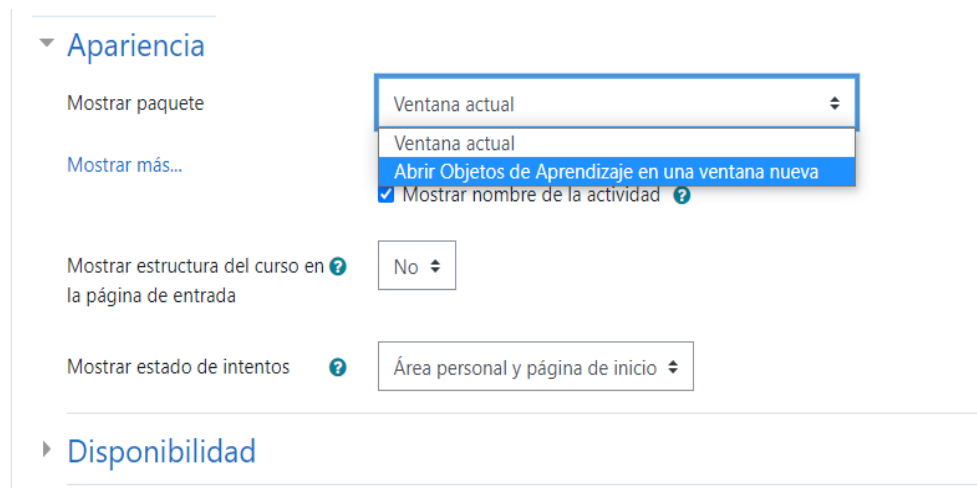 Apariencia
Mostrar paquete
Ventana actual
Ventana actual
Mostrar más...
Abrir Objetos de Aprendizaje en una ventana nueva
Mostrar nombre de la actividad
Mostrar estructura del curso en
la página de entrada
No
Mostrar estado de intentos
Área personal y página de inicio
Disponibilidad